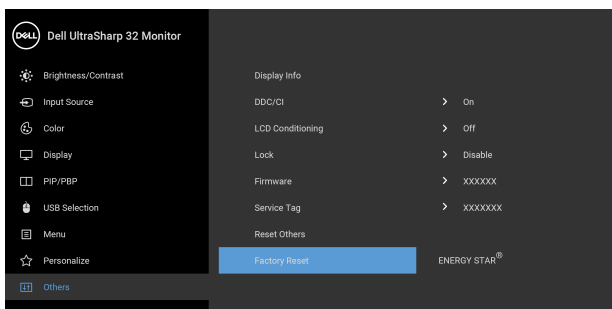 DELL Dell UltraSharp 32 Monitor
Brightness/Contrast Display Info
Input Source DDC/CI > On
Color LCD Conditioning > Off
Display Lock > Disable
PIP/PBP Firmware > XXXXXX
USB Selection Service Tag > XXXXXXX
Menu Reset Others
Personalize Factory Reset ENERGY STAR®
Others